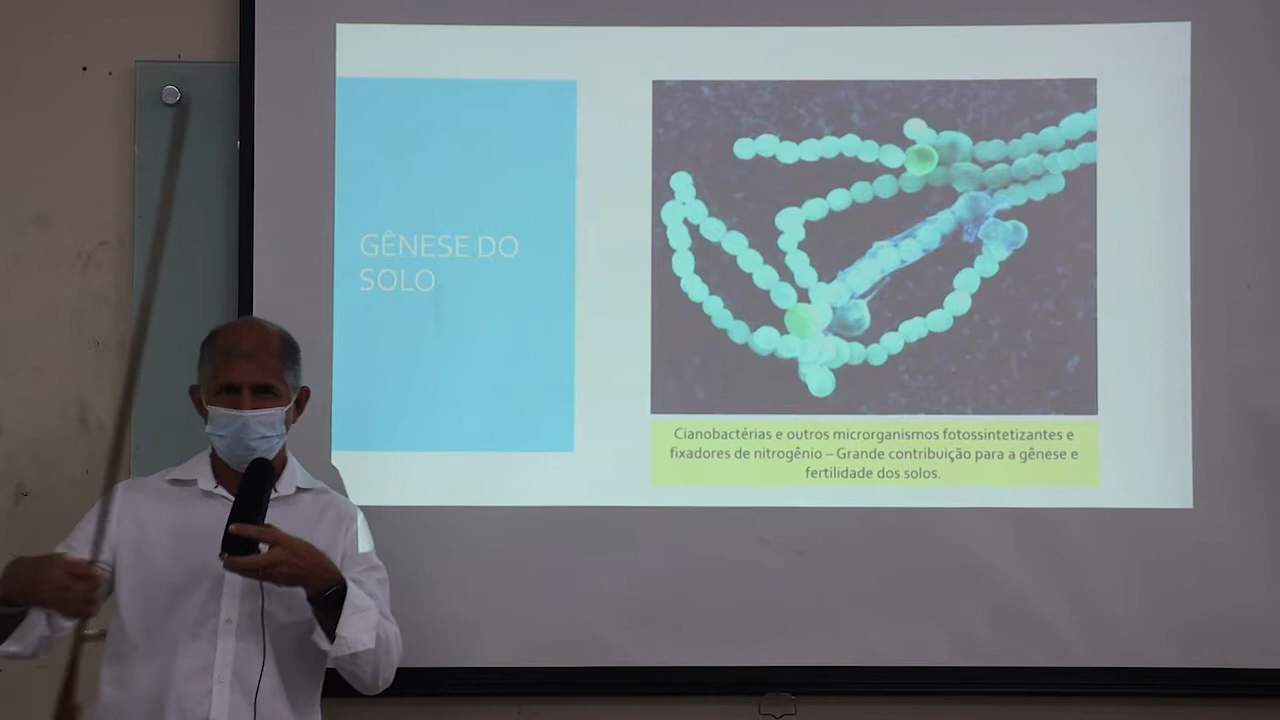 GÊNESE DO
SOLO
Cianobactérias e outros microrganismos fotossintetizantes e
fixadores de nitrogênio – Grande contribuição para a gênese e
fertilidade dos solos.